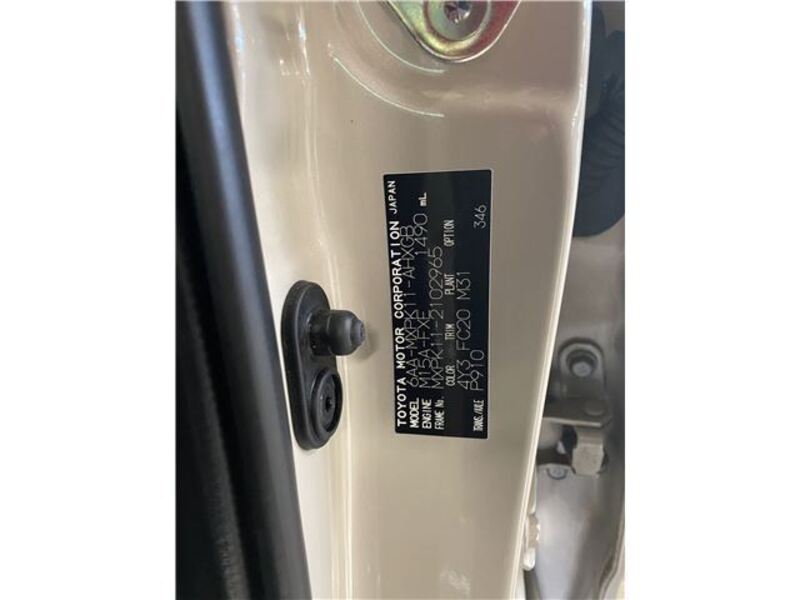 TOYOTA MOTOR CORPORATION JAPAN
MODEL 6AA-MXPK11-AHXGB
ENGINE M15A-FXE 1490 mL
FRAME No. MXPK11-2102965
COLOR TRIM PLANT OPTION
4Y3 FC20 M31
TRANS./AXLE P910 346